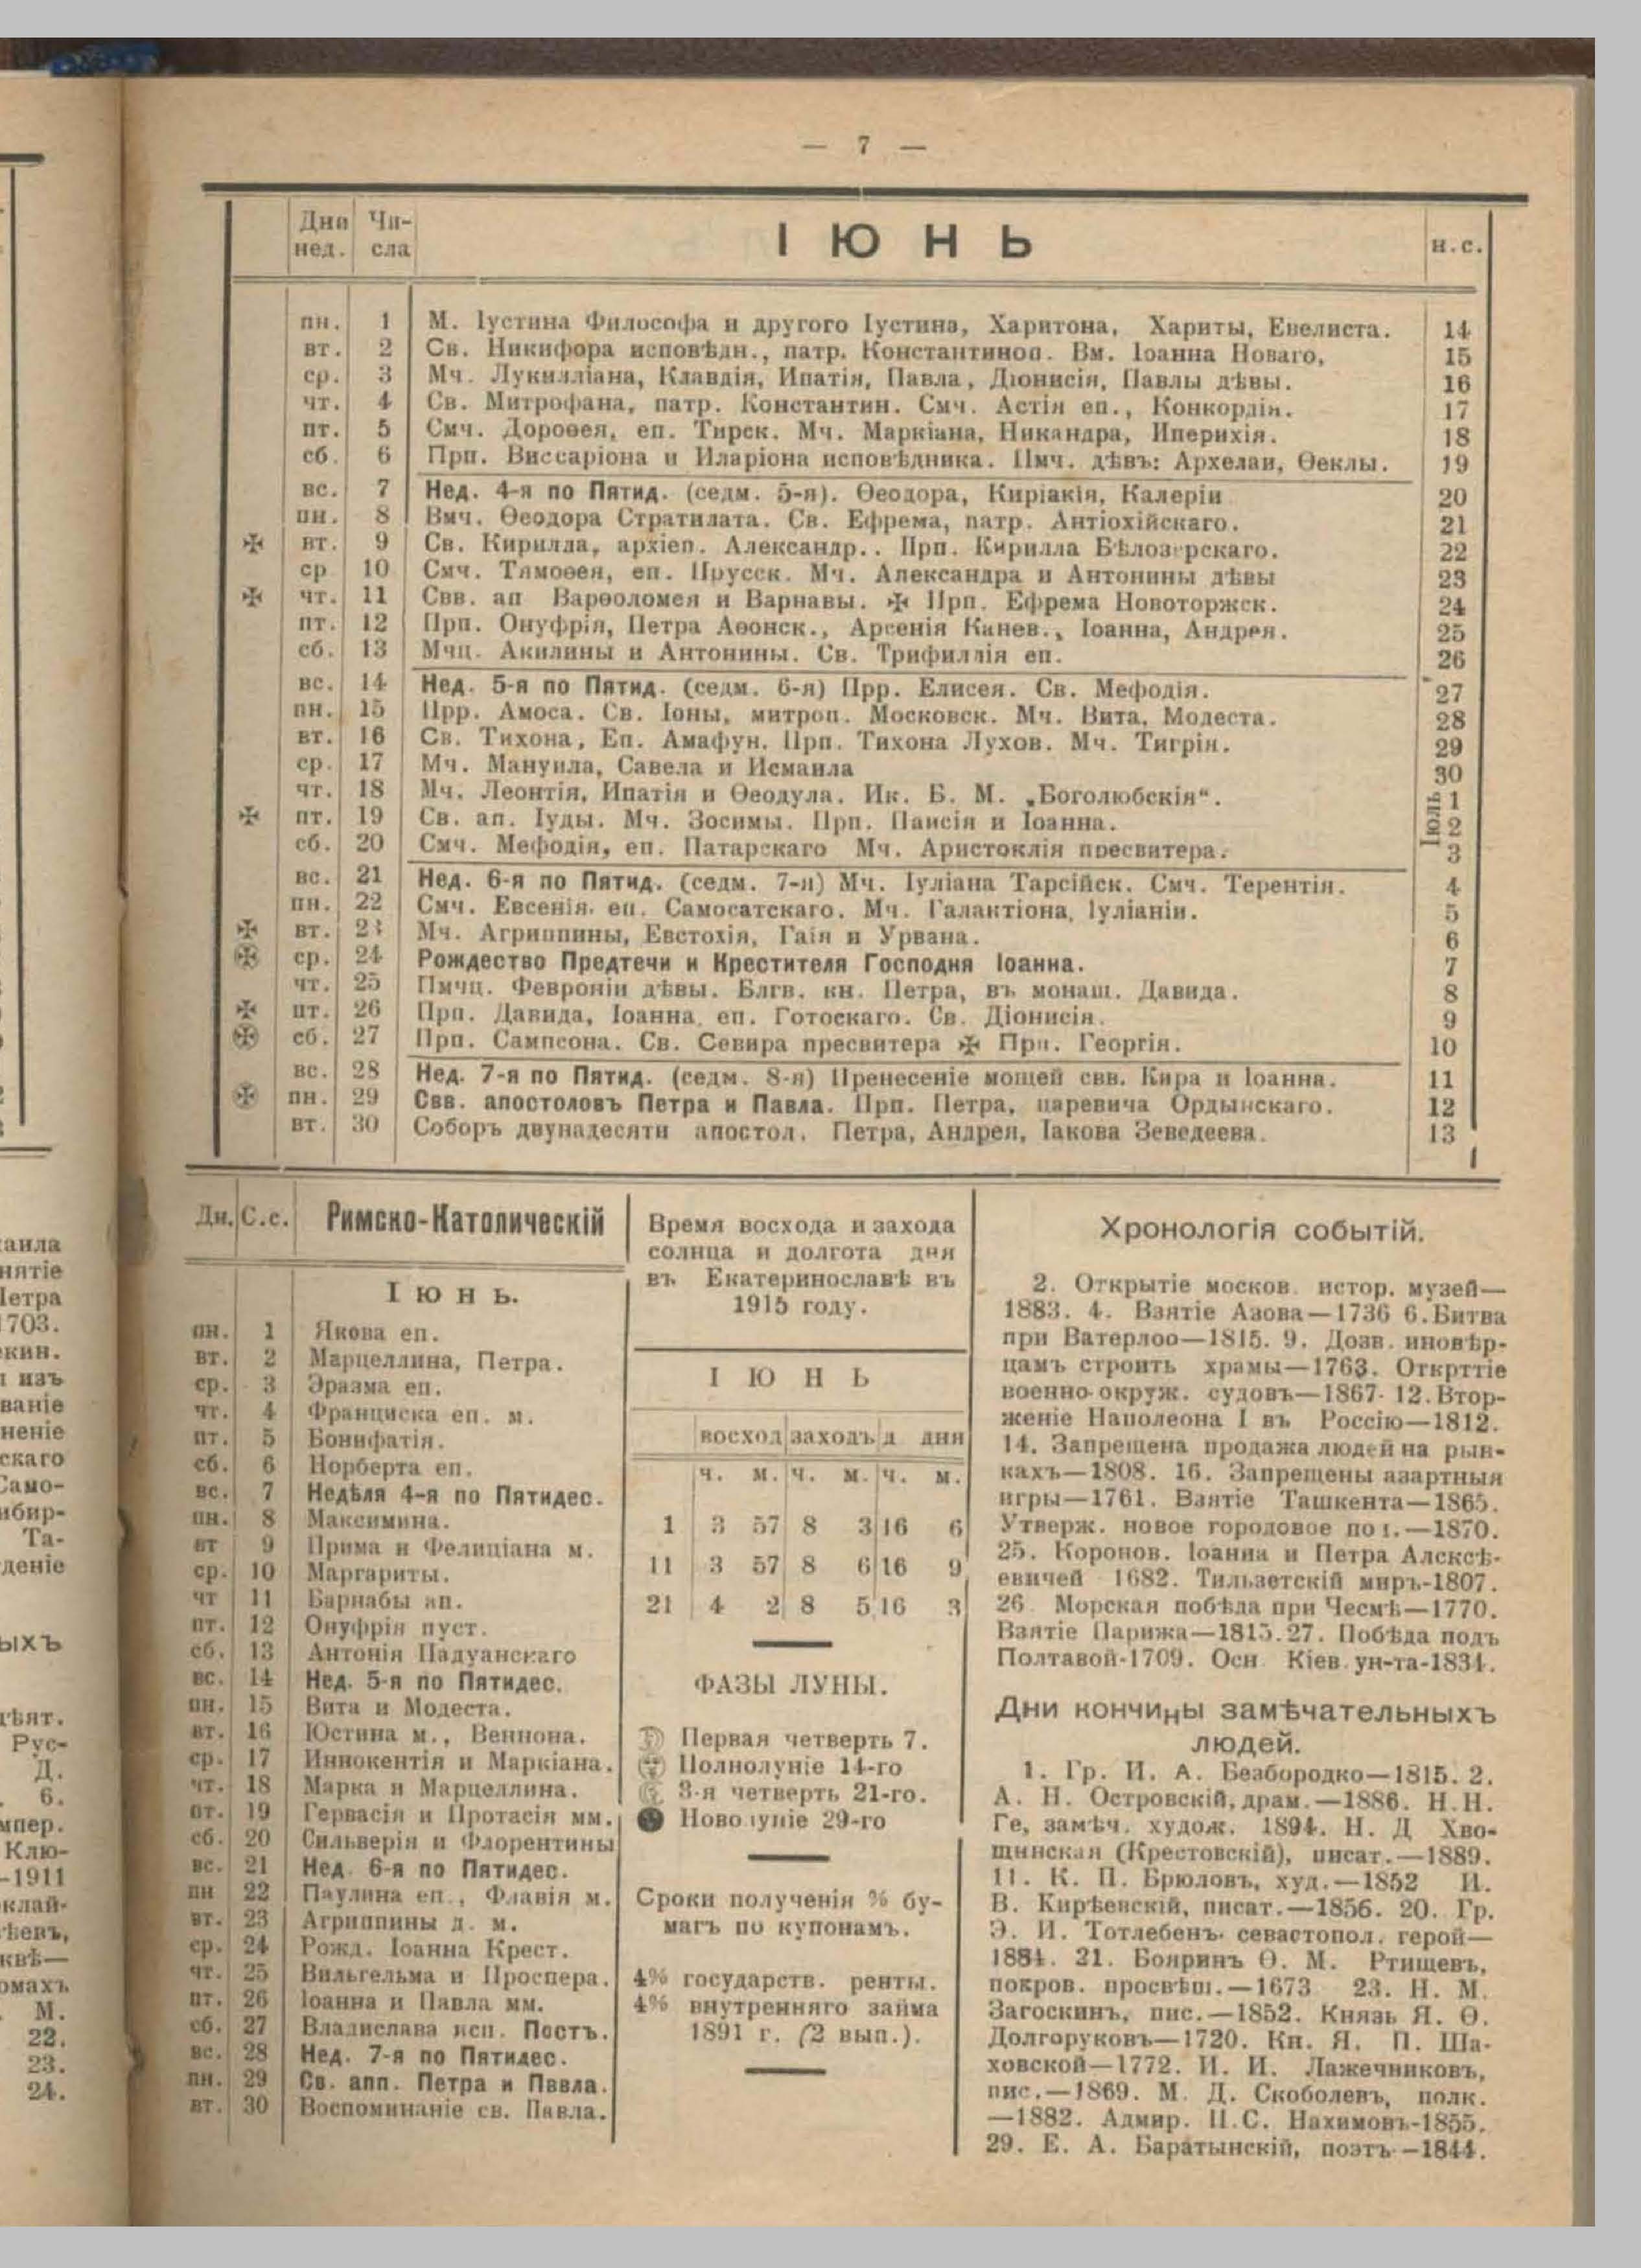 — 7 —
Дни нед. Чи-сла ІЮНЬ н.с.
пн. 1 М. Іустина Философа и другого Іустина, Харитона, Хариты, Евелиста. 14
вт. 2 Св. Никифора исповѣдн., патр. Константиноп. Вм. Іоанна Новаго, 15
ср. 3 Мч. Лукилліана, Клавдія, Ипатія, Павла, Діонисія, Павлы дѣвы. 16
чт. 4 Св. Митрофана, патр. Константин. Смч. Астія еп., Конкордія. 17
пт. 5 Смч. Дороѳея, еп. Тирск. Мч. Маркіана, Никандра, Иперихія. 18
сб. 6 Прп. Виссаріона и Иларіона исповѣдника. Пмч. дѣвъ: Архелаи, Ѳеклы. 19
вс. 7 Нед. 4-я по Пятид. (седм. 5-я). Ѳеодора, Киріакія, Калеріи 20
пн. 8 Вмч. Ѳеодора Стратилата. Св. Ефрема, патр. Антіохійскаго. 21
✠ вт. 9 Св. Кирилла, архіеп. Александр.. Прп. Кирилла Бѣлозерскаго. 22
ср 10 Смч. Тимоѳея, еп. Прусск. Мч. Александра и Антонины дѣвы 23
✠ чт. 11 Свв. ап Варѳоломея и Варнавы. ✠ Прп. Ефрема Новоторжск. 24
пт. 12 Прп. Онуфрія, Петра Аѳонск., Арсенія Канев., Іоанна, Андрея. 25
сб. 13 Мчц. Акилины и Антонины. Св. Трифиллія еп. 26
вс. 14 Нед. 5-я по Пятид. (седм. 6-я) Прр. Елисея. Св. Мефодія. 27
пн. 15 Прр. Амоса. Св. Іоны, митроп. Московск. Мч. Вита, Модеста. 28
вт. 16 Св. Тихона, Еп. Амафун. Прп. Тихона Лухов. Мч. Тигрія. 29
ср. 17 Мч. Мануила, Савела и Исмаила 30
чт. 18 Мч. Леонтія, Ипатія и Ѳеодула. Ик. Б. М. „Боголюбскія“. Іюль 1
✠ пт. 19 Св. ап. Іуды. Мч. Зосимы. Прп. Паисія и Іоанна. 2
сб. 20 Смч. Мефодія, еп. Патарскаго Мч. Аристоклія пресвитера. 3
вс. 21 Нед. 6-я по Пятид. (седм. 7-я) Мч. Іуліана Тарсійск. Смч. Терентія. 4
пн. 22 Смч. Евсенія. еп. Самосатскаго. Мч. Галактіона, Іуліаніи. 5
✠ вт. 23 Мч. Агриппины, Евстохія, Гаія и Урвана. 6
✠ ср. 24 Рождество Предтечи и Крестителя Господня Іоанна. 7
чт. 25 Пмчц. Февроніи дѣвы. Блгв. кн. Петра, въ монаш. Давида. 8
✠ пт. 26 Прп. Давида, Іоанна еп. Готоскаго. Св. Діонисія. 9
✠ сб. 27 Прп. Сампсона. Св. Севира пресвитера ✠ Прп. Георгія. 10
вс. 28 Нед. 7-я по Пятид. (седм. 8-я) Пренесеніе мощей свв. Кира и Іоанна. 11
✠ пн. 29 Свв. апостоловъ Петра и Павла. Прп. Петра, царевича Ордынскаго. 12
вт. 30 Соборъ двунадесяти апостол. Петра, Андрея, Іакова Зеведеева. 13
Дн. С.с. Римско-Католическій
Іюнь.
пн. 1 Якова еп.
вт. 2 Марцеллина, Петра.
ср. 3 Эразма еп.
чт. 4 Франциска еп. м.
пт. 5 Бонифатія.
сб. 6 Норберта еп.
вс. 7 Недѣля 4-я по Пятидес.
пн. 8 Максимина.
вт 9 Прима и Фелиціана м.
ср. 10 Маргариты.
чт 11 Барнабы ап.
пт. 12 Онуфрія пуст.
сб. 13 Антонія Падуанскаго
вс. 14 Нед. 5-я по Пятидес.
пн. 15 Вита и Модеста.
вт. 16 Юстина м., Веннона.
ср. 17 Иннокентія и Маркіана.
чт. 18 Марка и Марцеллина.
пт. 19 Гервасія и Протасія мм.
сб. 20 Сильверія и Флорентины
вс. 21 Нед. 6-я по Пятидес.
пн 22 Паулина еп., Флавія м.
вт. 23 Агриппины д. м.
ср. 24 Рожд. Іоанна Крест.
чт. 25 Вильгельма и Проспера.
пт. 26 Іоанна и Павла мм.
сб. 27 Владислава исп. Постъ.
вс. 28 Нед. 7-я по Пятидес.
пн. 29 Св. апп. Петра и Пввла.
вт. 30 Воспоминаніе св. Павла.
Время восхода и захода
солнца и долгота дня
въ Екатеринославѣ въ
1915 году.
ІЮНЬ
восход заходъ д дня
ч. м. ч. м. ч. м.
1 3 57 8 3 16 6
11 3 57 8 6 16 9
21 4 2 8 5 16 3
ФАЗЫ ЛУНЫ.
Первая четверть 7.
Полнолуніе 14-го
3-я четверть 21-го.
Новолуніе 29-го
Сроки полученія % бу-
магъ по купонамъ.
4% государств. ренты.
4% внутренняго займа
1891 г. (2 вып.).
Хронологія событій.
2. Открытіе москов. истор. музей—
1883. 4. Взятіе Азова—1736 6.Битва
при Ватерлоо—1815. 9. Дозв. иновѣр-
цамъ строить храмы—1763. Откртітіе
военно-окруж. судовъ—1867. 12.Втор-
женіе Наполеона I въ Россію—1812.
14. Запрещена продажа людей на рын-
кахъ—1808. 16. Запрещены азартныя
игры—1761. Взятіе Ташкента—1865.
Утверж. новое городовое пол.—1870.
25. Коронов. Іоанна и Петра Алексѣ-
евичей 1682. Тильзетскій миръ-1807.
26 Морская побѣда при Чесмѣ—1770.
Взятіе Парижа—1815.27. Побѣда подъ
Полтавой-1709. Осн Кіев.ун-та-1834.
Дни кончины замѣчательныхъ
людей.
1. Гр. И. А. Безбородко—1815. 2.
А. Н. Островскій, драм.—1886. Н.Н.
Ге, замѣч. худож. 1894. Н. Д Хво-
щинская (Крестовскій), писат.—1889.
11. К. П. Брюловъ, худ.—1852 И.
В. Кирѣевскій, писат.—1856. 20. Гр.
Э. И. Тотлебенъ. севастопол. герой—
1884. 21. Бояринъ Ѳ. М. Ртищевъ,
покров. просвѣщ.—1673 23. Н. М.
Загоскинъ, пис.—1852. Князь Я. Ѳ.
Долгоруковъ—1720. Кн. Я. П. Ша-
ховской—1772. И. И. Лажечниковъ,
пис.—1869. М. Д. Скоболевъ, полк.
—1882. Адмир. П.С. Нахимовъ-1855.
29. Е. А. Баратынскій, поэтъ-–1844.